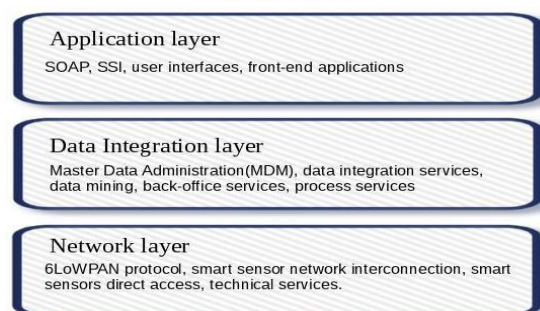 Application layer
SOAP, SSI, user interfaces, front-end applications
Data Integration layer
Master Data Administration(MDM), data integration services,
data mining, back-office services, process services
Network layer
6LoWPAN protocol, smart sensor network interconnection, smart
sensors direct access, technical services.